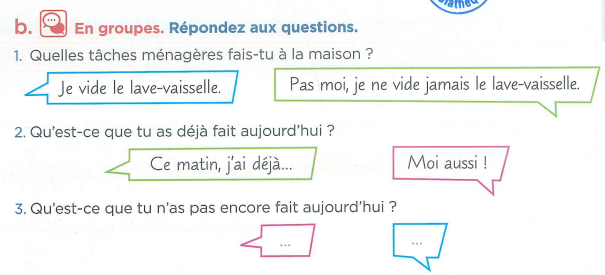 b. En groupes. Répondez aux questions.
1. Quelles tâches ménagères fais-tu à la maison ?
Je vide le lave-vaisselle.
Pas moi, je ne vide jamais le lave-vaisselle.
2. Qu'est-ce que tu as déjà fait aujourd'hui ?
Ce matin, j'ai déjà...
Moi aussi !
3. Qu'est-ce que tu n'as pas encore fait aujourd'hui ?
...
...